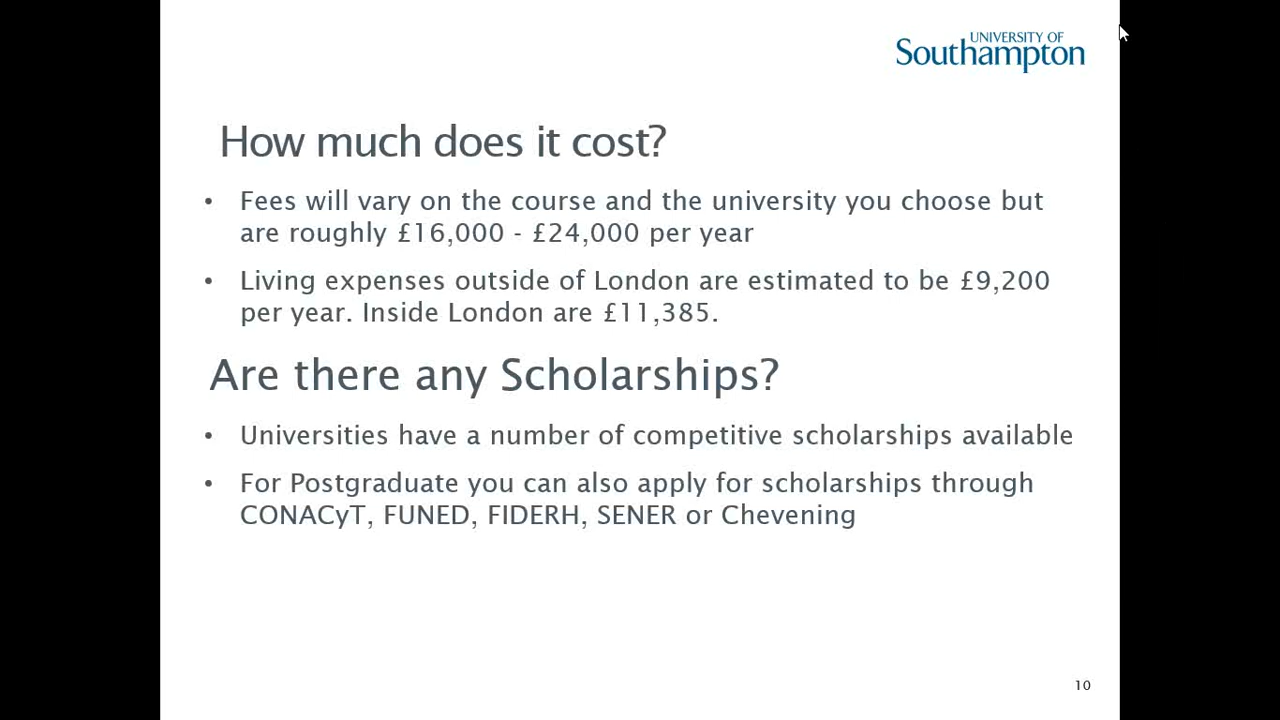 UNIVERSITY OF
Southampton
How much does it cost?
• Fees will vary on the course and the university you choose but
are roughly £16,000 - £24,000 per year
• Living expenses outside of London are estimated to be £9,200
per year. Inside London are £11,385.
Are there any Scholarships?
• Universities have a number of competitive scholarships available
• For Postgraduate you can also apply for scholarships through
CONACyT, FUNED, FIDERH, SENER or Chevening
10